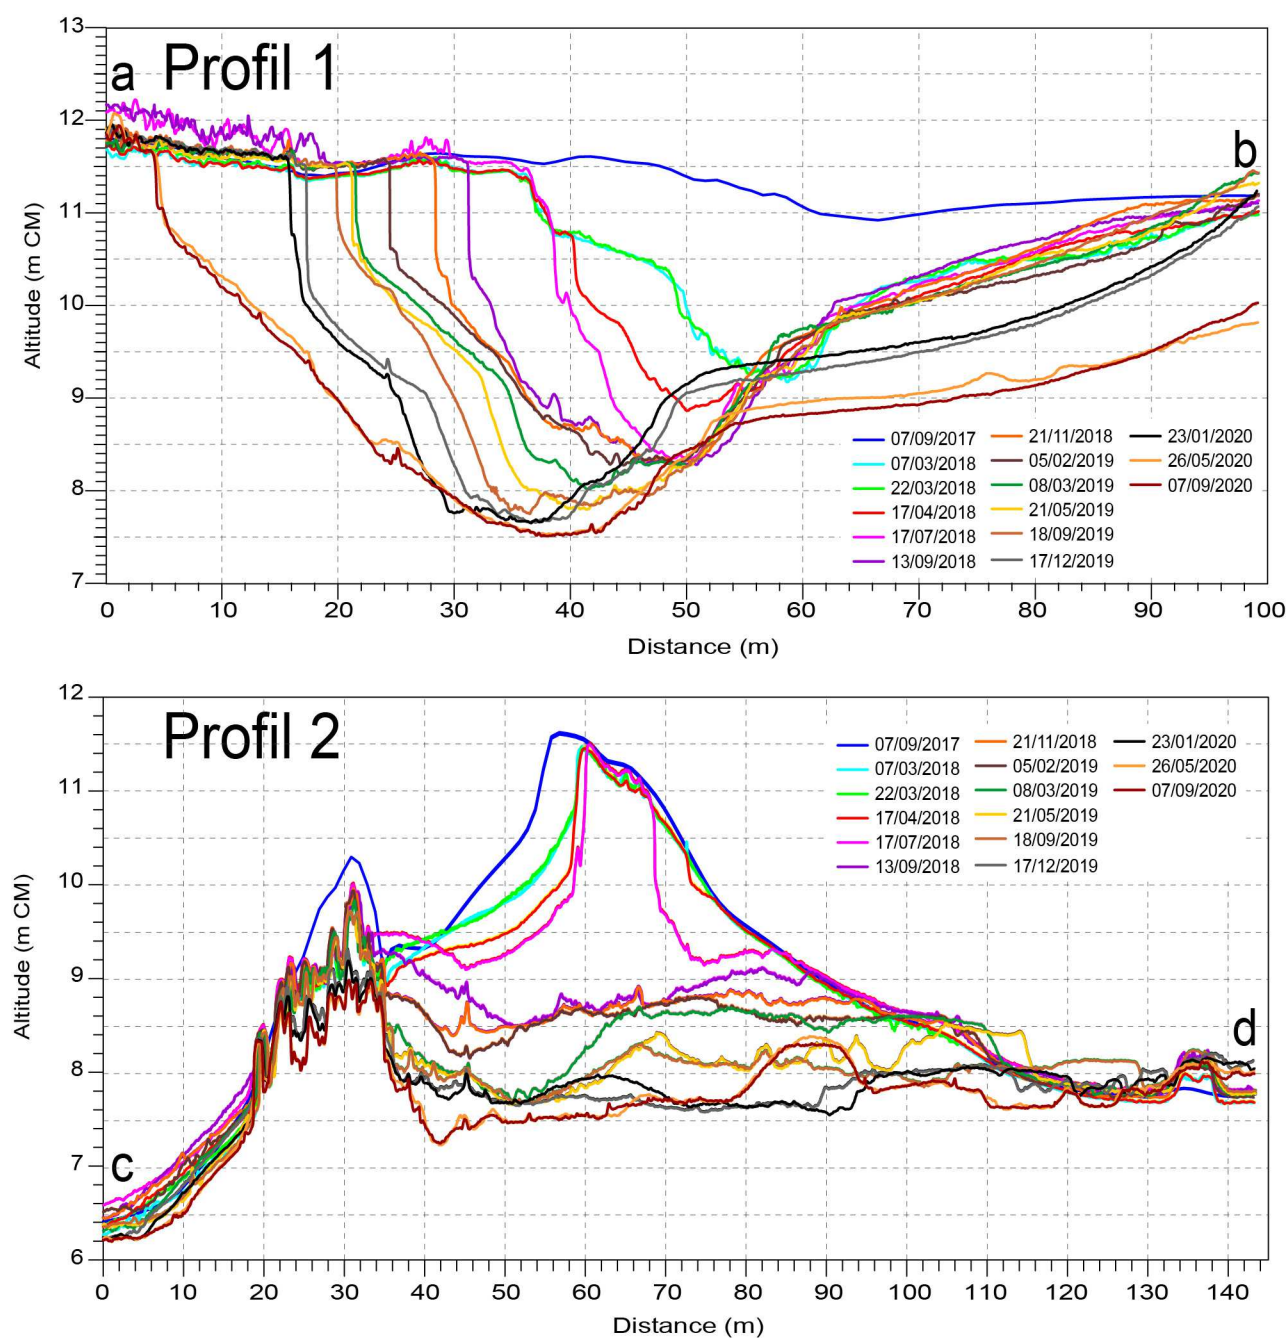 13
12
11
10
9
8
7
Altitude (m CM)
a Profil 1
b
07/09/2017 21/11/2018 23/01/2020
07/03/2018 05/02/2019 26/05/2020
22/03/2018 08/03/2019 07/09/2020
17/04/2018 21/05/2019
17/07/2018 18/09/2019
13/09/2018 17/12/2019
0 10 20 30 40 50 60 70 80 90 100
Distance (m)
12
11
10
9
8
7
6
Altitude (m CM)
Profil 2
07/09/2017 21/11/2018 23/01/2020
07/03/2018 05/02/2019 26/05/2020
22/03/2018 08/03/2019 07/09/2020
17/04/2018 21/05/2019
17/07/2018 18/09/2019
13/09/2018 17/12/2019
c
d
0 10 20 30 40 50 60 70 80 90 100 110 120 130 140
Distance (m)